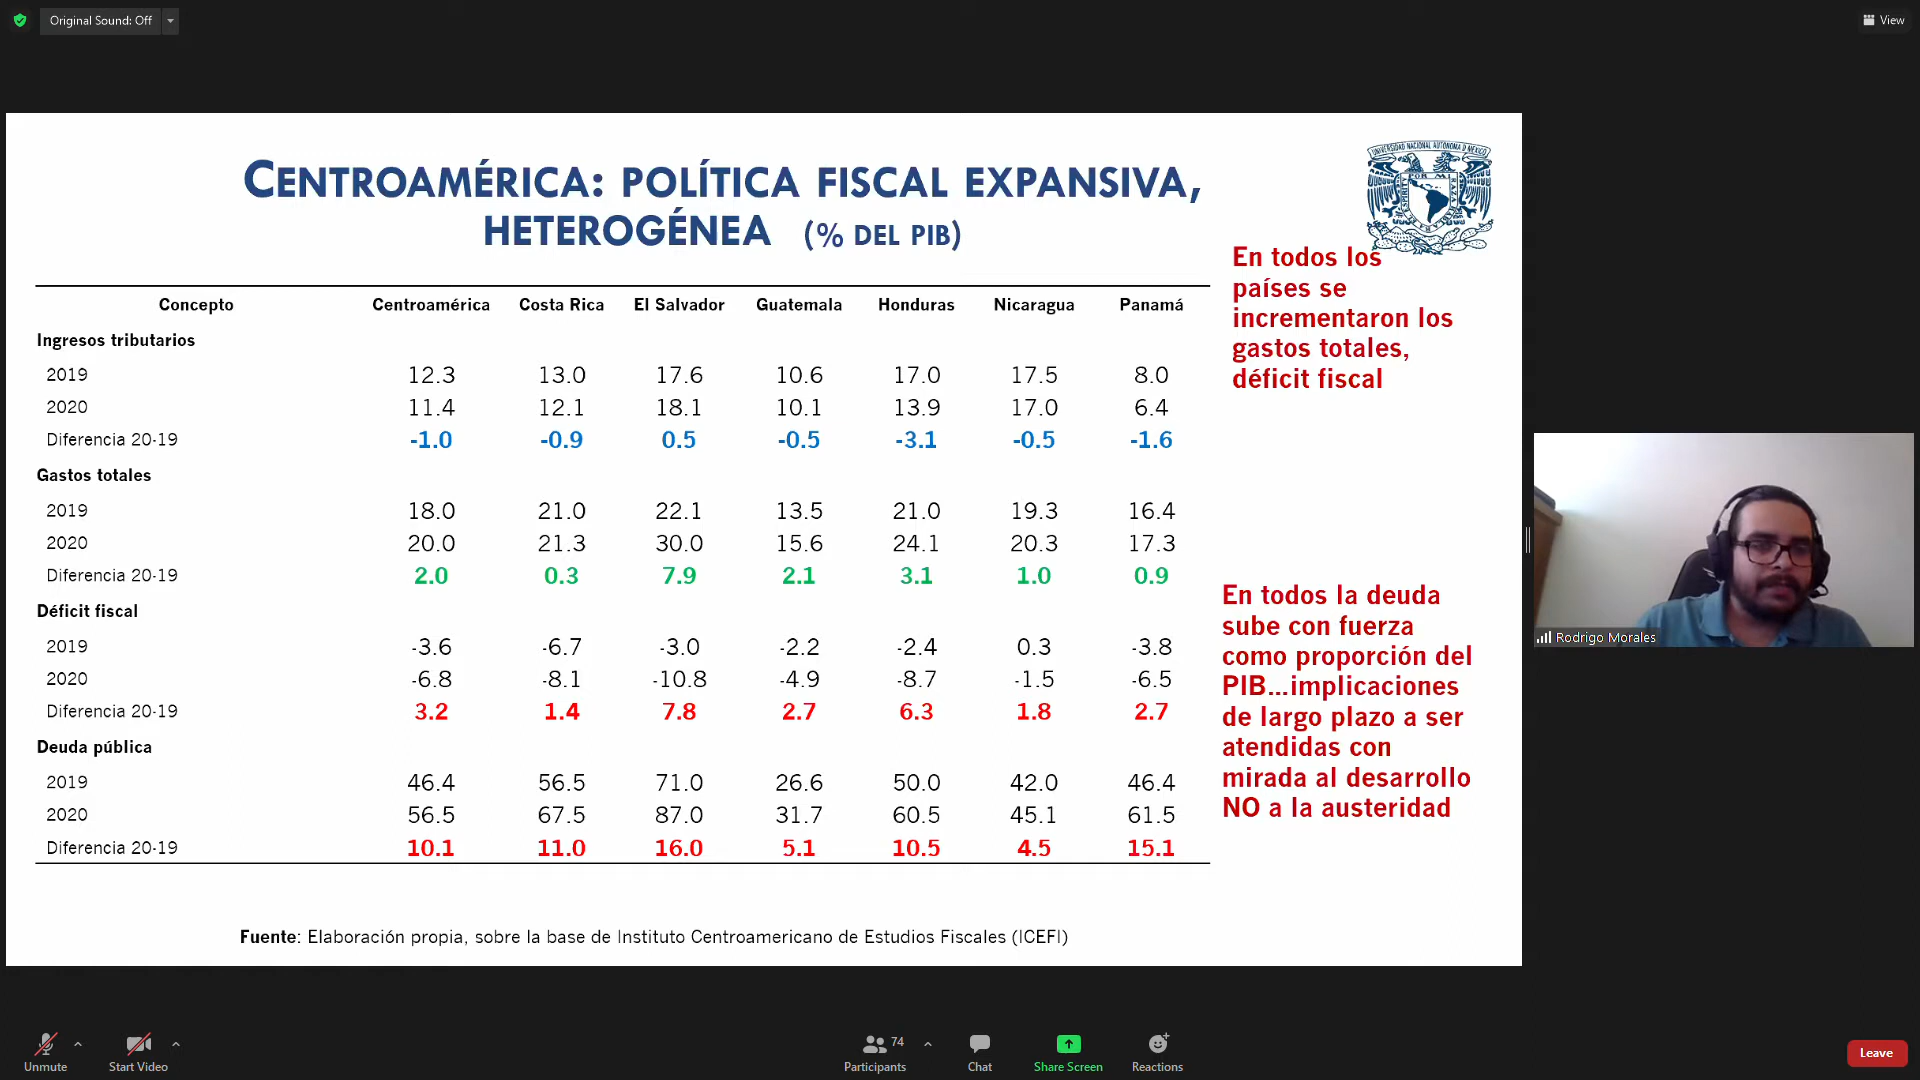 Original Sound: Off
View
CENTROAMÉRICA: POLÍTICA FISCAL EXPANSIVA,
HETEROGÉNEA (% DEL PIB)
UNIVERSIDAD NACIONAL AUTÓNOMA DE MÉXICO
En todos los
países se
incrementaron los
gastos totales,
déficit fiscal
Concepto Centroamérica Costa Rica El Salvador Guatemala Honduras Nicaragua Panamá
Ingresos tributarios
2019 12.3 13.0 17.6 10.6 17.0 17.5 8.0
2020 11.4 12.1 18.1 10.1 13.9 17.0 6.4
Diferencia 20-19 -1.0 -0.9 0.5 -0.5 -3.1 -0.5 -1.6
Gastos totales
2019 18.0 21.0 22.1 13.5 21.0 19.3 16.4
2020 20.0 21.3 30.0 15.6 24.1 20.3 17.3
Diferencia 20-19 2.0 0.3 7.9 2.1 3.1 1.0 0.9
Déficit fiscal
2019 -3.6 -6.7 -3.0 -2.2 -2.4 0.3 -3.8
2020 -6.8 -8.1 -10.8 -4.9 -8.7 -1.5 -6.5
Diferencia 20-19 3.2 1.4 7.8 2.7 6.3 1.8 2.7
Deuda pública
2019 46.4 56.5 71.0 26.6 50.0 42.0 46.4
2020 56.5 67.5 87.0 31.7 60.5 45.1 61.5
Diferencia 20-19 10.1 11.0 16.0 5.1 10.5 4.5 15.1
En todos la deuda
sube con fuerza
como proporción del
PIB...implicaciones
de largo plazo a ser
atendidas con
mirada al desarrollo
NO a la austeridad
Fuente: Elaboración propia, sobre la base de Instituto Centroamericano de Estudios Fiscales (ICEFI)
Rodrigo Morales
Unmute
Start Video
74
Participants
Chat
Share Screen
Reactions
Leave